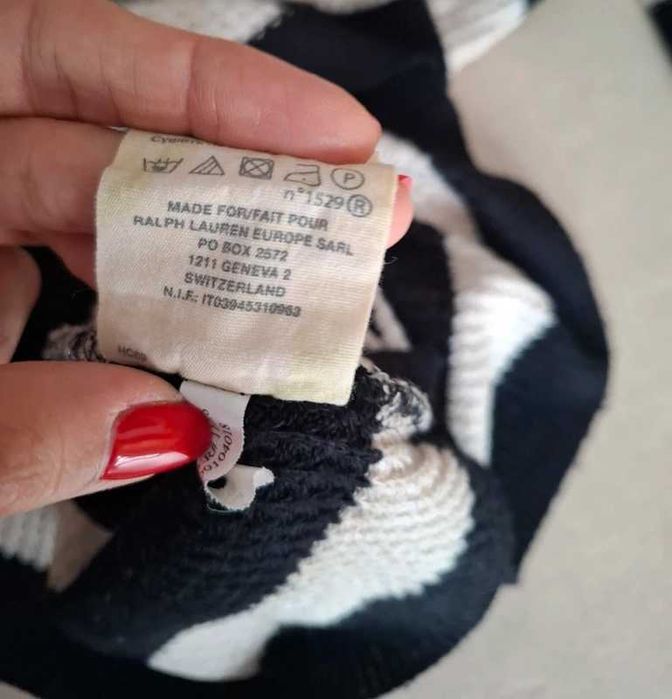 P
n°1529 R
MADE FOR/FAIT POUR
RALPH LAUREN EUROPE SARL
PO BOX 2572
1211 GENEVA 2
SWITZERLAND
N.I.F.: IT03945310963